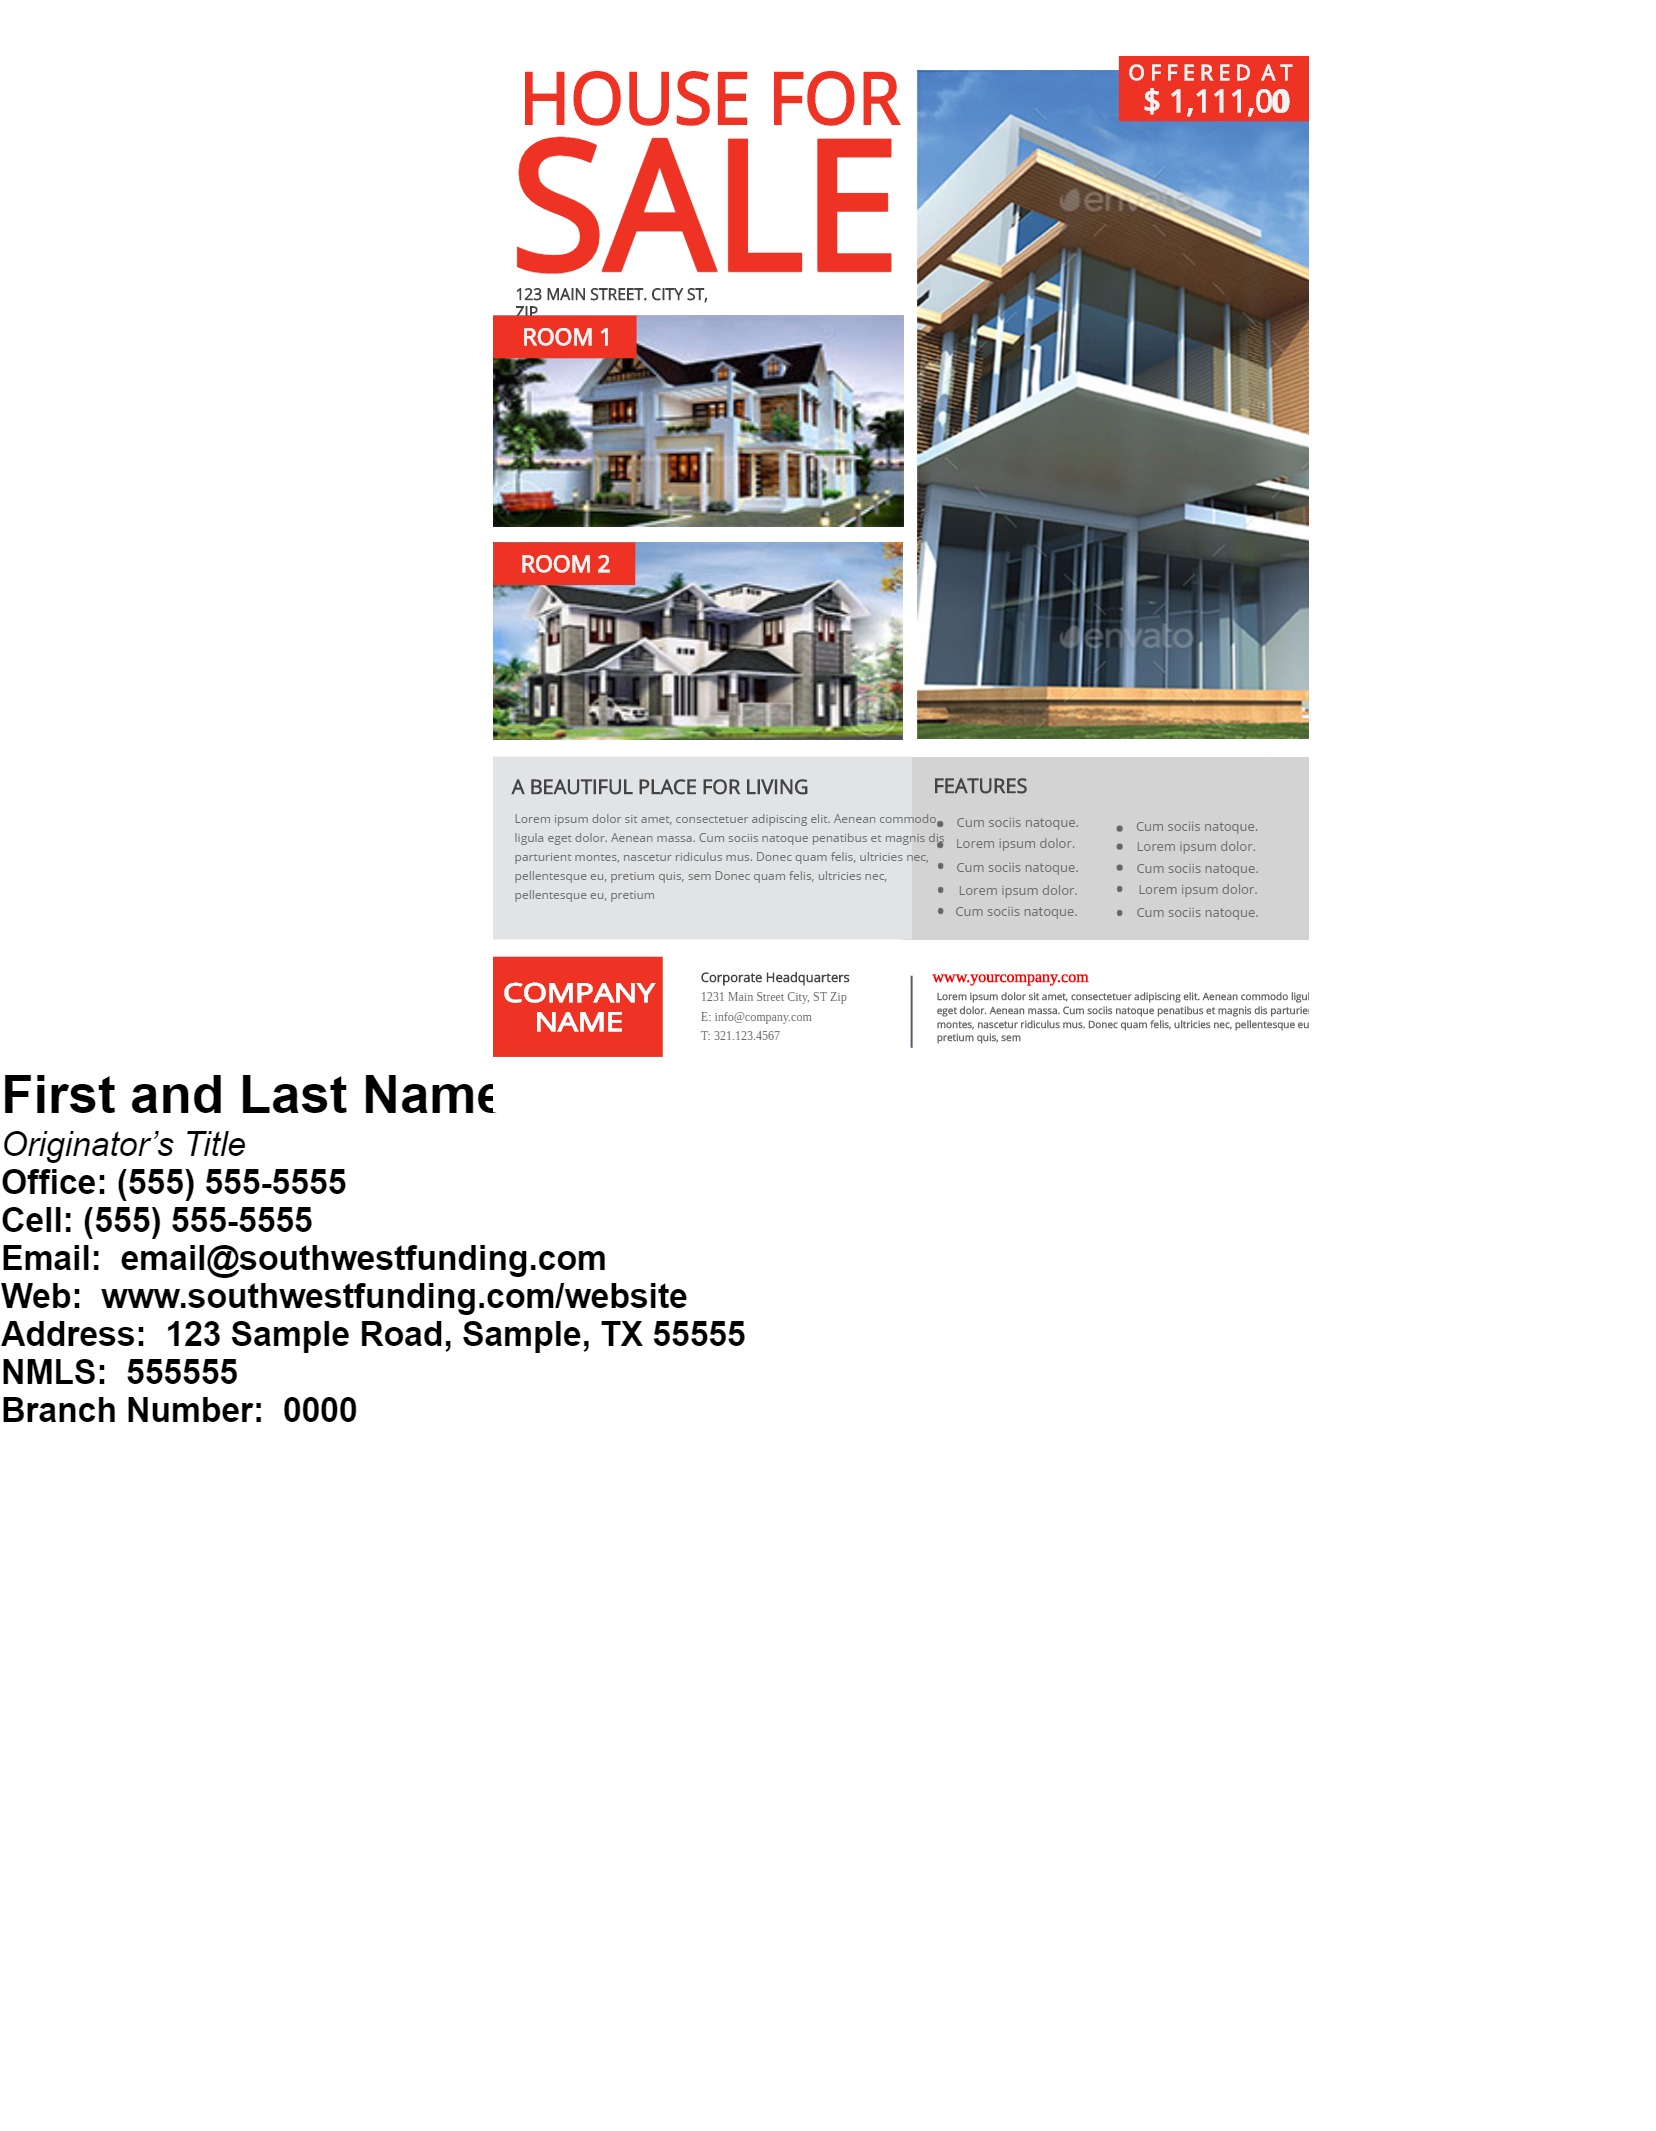 HOUSE FOR
SALE
123 MAIN STREET. CITY ST,
ZIP
OFFERED AT
$ 1,111,00
envato
envato
ROOM 1
ROOM 2
A BEAUTIFUL PLACE FOR LIVING
Lorem ipsum dolor sit amet, consectetuer adipiscing elit. Aenean commodo
ligula eget dolor. Aenean massa. Cum sociis natoque penatibus et magnis dis
parturient montes, nascetur ridiculus mus. Donec quam felis, ultricies nec,
pellentesque eu, pretium quis, sem Donec quam felis, ultricies nec,
pellentesque eu, pretium
FEATURES
• Cum sociis natoque.
• Lorem ipsum dolor.
• Cum sociis natoque.
• Lorem ipsum dolor.
• Cum sociis natoque.
• Cum sociis natoque.
• Lorem ipsum dolor.
• Cum sociis natoque.
• Lorem ipsum dolor.
• Cum sociis natoque.
COMPANY
NAME
Corporate Headquarters
1231 Main Street City, ST Zip
E: info@company.com
T: 321.123.4567
www.yourcompany.com
Lorem ipsum dolor sit amet, consectetuer adipiscing elit. Aenean commodo ligul
eget dolor. Aenean massa. Cum sociis natoque penatibus et magnis dis parturie
montes, nascetur ridiculus mus. Donec quam felis, ultricies nec, pellentesque eu
pretium quis, sem
First and Last Name
Originator’s Title
Office: (555) 555-5555
Cell: (555) 555-5555
Email: email@southwestfunding.com
Web: www.southwestfunding.com/website
Address: 123 Sample Road, Sample, TX 55555
NMLS: 555555
Branch Number: 0000